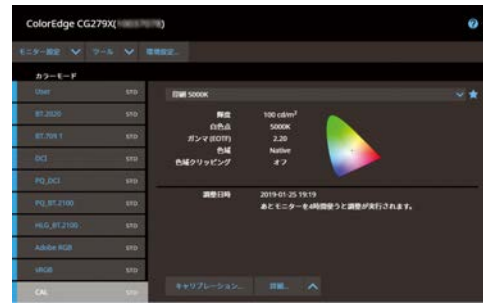 ColorEdge CG279X( )
モニター設定 ツール 環境設定...
カラーモード
User STD
BT.2020 STD
BT.709 1 STD
DCI STD
PQ_DCI STD
PQ_BT.2100 STD
HLG_BT.2100 STD
Adobe RGB STD
sRGB STD
CAL STD
印刷 5000K
輝度 100 cd/m²
白色点 5000K
ガンマ (EOTF) 2.20
色域 Native
色域クリッピング オフ
調整日時 2019-01-25 19:19
あとモニターを4時間使うと調整が実行されます。
キャリブレーション... 詳細...